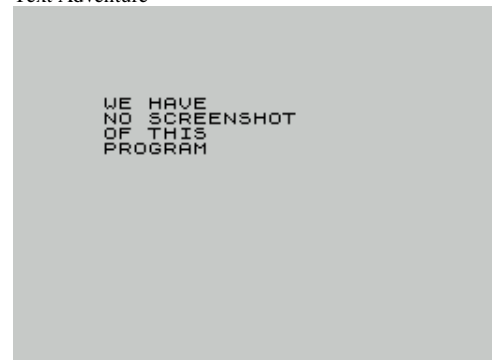 Text Adventure
WE HAVE
NO SCREENSHOT
OF THIS
PROGRAM